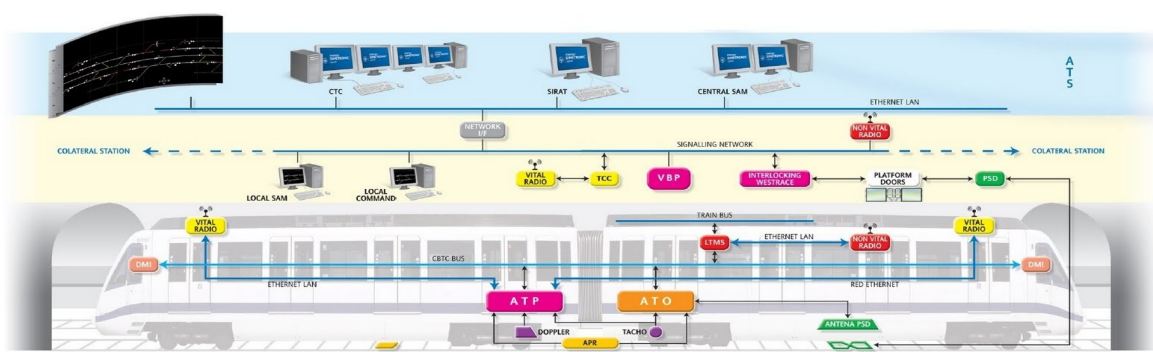 A
T
S
CTC
SIRAT
CENTRAL SAM
ETHERNET LAN
NETWORK
I/F
NON VITAL
RADIO
SIGNALLING NETWORK
COLATERAL STATION
COLATERAL STATION
VITAL
RADIO
TCC
VBP
INTERLOCKING
WESTRACE
PLATFORM
DOORS
PSD
LOCAL SAM
LOCAL
COMMAND
VITAL
RADIO
TRAIN BUS
VITAL
RADIO
LTMS
ETHERNET LAN
NON VITAL
RADIO
DMI
CBTC BUS
DMI
ETHERNET LAN
RED ETHERNET
ATP
ATO
DOPPLER
TACHO
ANTENA PSD
APR